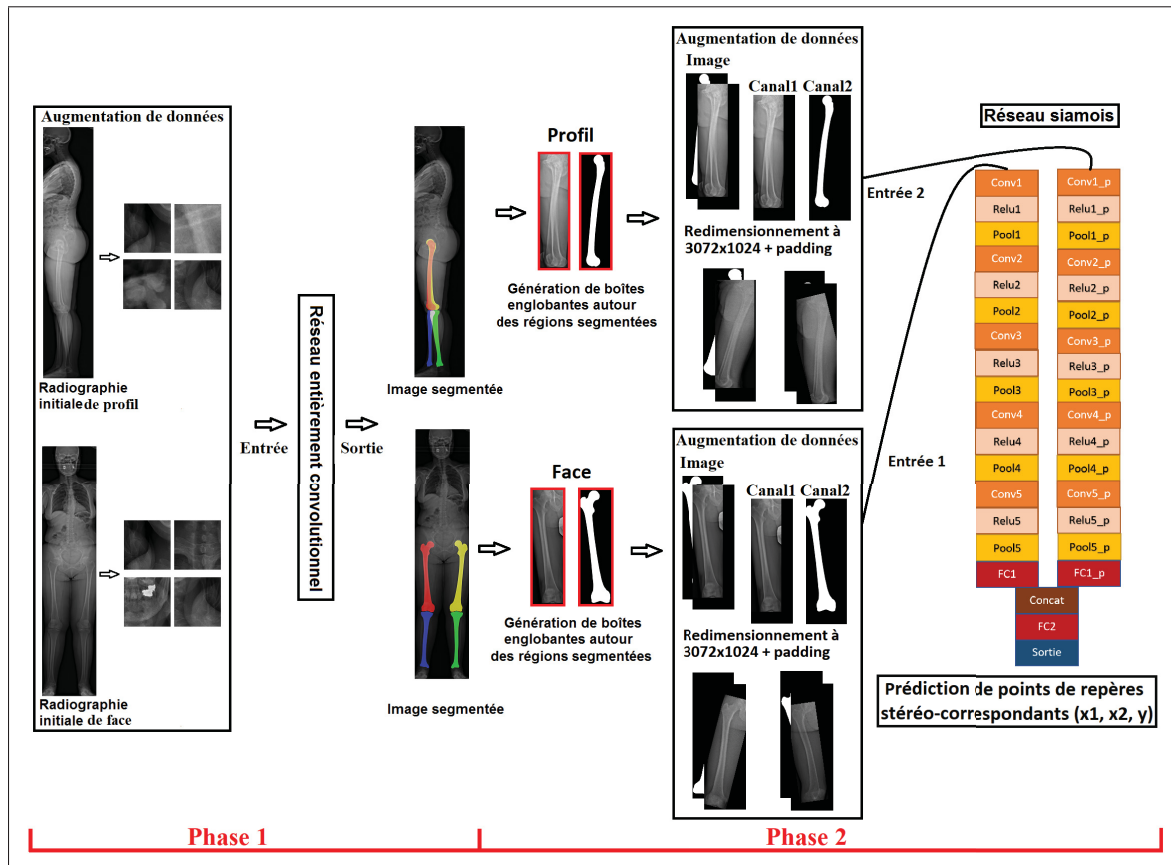 Augmentation de données
Radiographie
initiale de profil
Radiographie
initiale de face
Entrée
Réseau entièrement convolutionnel
Sortie
Image segmentée
Image segmentée
Profil
Génération de boîtes
englobantes autour
des régions segmentées
Face
Génération de boîtes
englobantes autour
des régions segmentées
Augmentation de données
Image
Canal1 Canal2
Redimensionnement à
3072x1024 + padding
Augmentation de données
Image
Canal1 Canal2
Redimensionnement à
3072x1024 + padding
Entrée 2
Entrée 1
Réseau siamois
Conv1 Conv1_p
Relu1 Relu1_p
Pool1 Pool1_p
Conv2 Conv2_p
Relu2 Relu2_p
Pool2 Pool2_p
Conv3 Conv3_p
Relu3 Relu3_p
Pool3 Pool3_p
Conv4 Conv4_p
Relu4 Relu4_p
Pool4 Pool4_p
Conv5 Conv5_p
Relu5 Relu5_p
Pool5 Pool5_p
FC1 FC1_p
Concat
FC2
Sortie
Prédiction de points de repères
stéréo-correspondants (x1, x2, y)
Phase 1
Phase 2